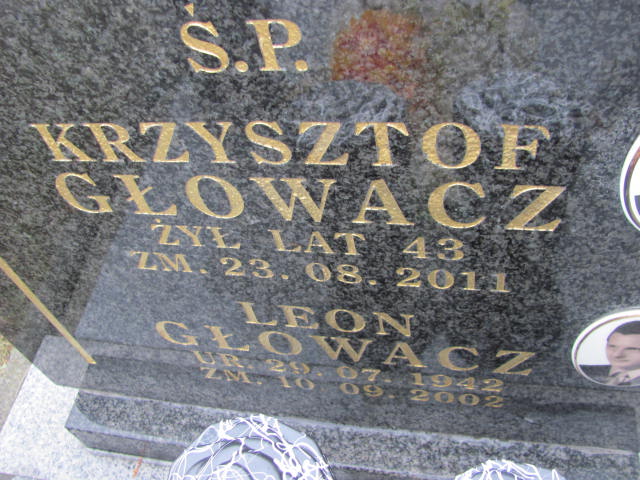 Ś.P.
KRZYSZTOF
GŁOWACZ
ŻYŁ LAT 43
ZM. 23. 08. 2011
LEON
GŁOWACZ
UR. 29. 07. 1942
ZM. 10 09. 2002